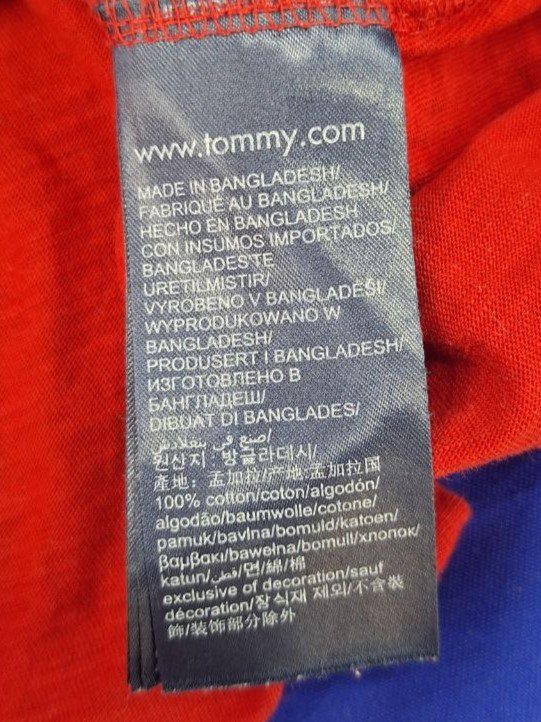 www.tommy.com
MADE IN BANGLADESH/
FABRIQUÉ AU BANGLADESH/
HECHO EN BANGLADESH
CON INSUMOS IMPORTADOS/
BANGLADEŞ'TE
URETILMISTIR/
VYROBENO V BANGLADÉŠI/
WYPRODUKOWANO W
BANGLADESH/
PRODUSERT I BANGLADESH/
ИЗГОТОВЛЕНО В
БАНГЛАДЕШ/
DIBUAT DI BANGLADES/
صنع في بنغلادش/
원산지 : 방글라데시/
產地: 孟加拉/产地:孟加拉国
100% cotton/coton/algodón/
algodão/baumwolle/cotone/
pamuk/bavlna/bomuld/katoen/
βαμβακι/bawełna/bomull/хлопок/
katun/قطن/면/綿/棉
exclusive of decoration/sauf
décoration/장식재 제외/不含裝
飾/装饰部分除外